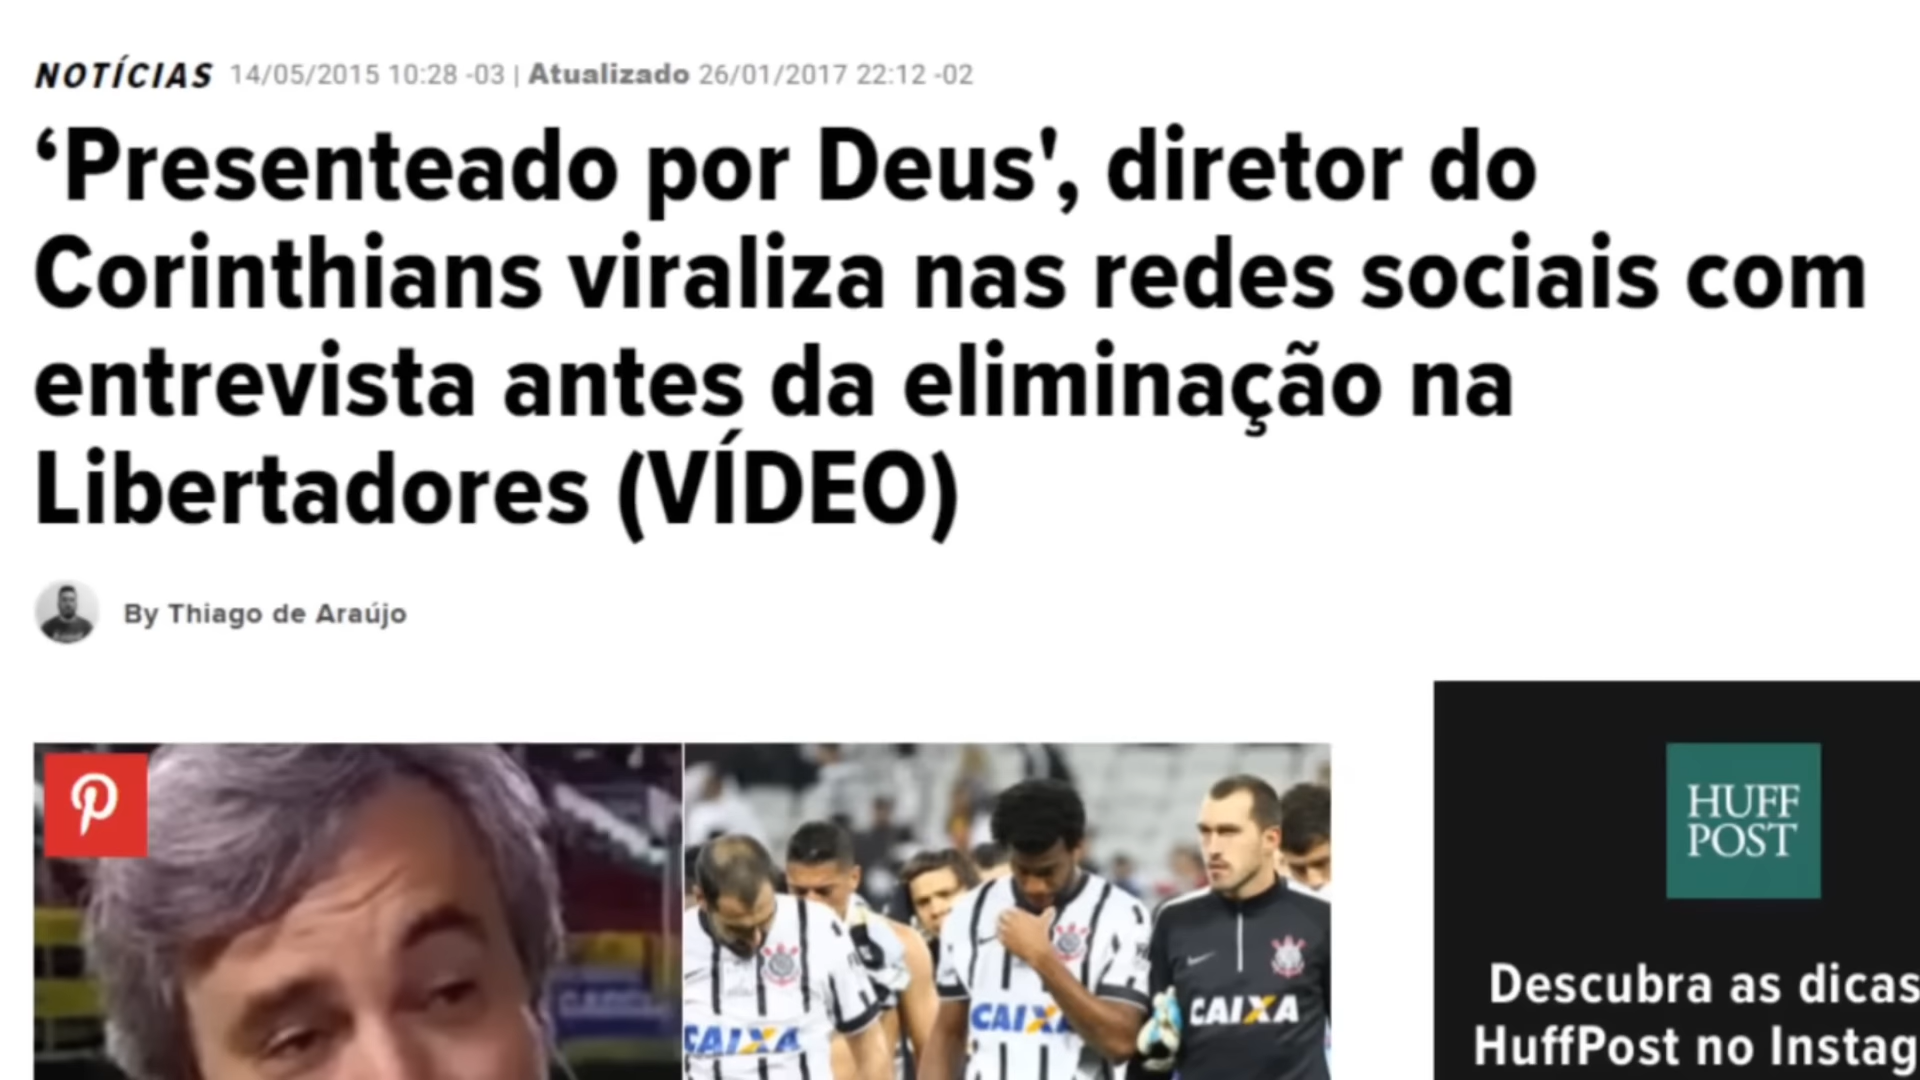 NOTÍCIAS 14/05/2015 10:28 -03 | Atualizado 26/01/2017 22:12 -02
‘Presenteado por Deus', diretor do
Corinthians viraliza nas redes sociais com
entrevista antes da eliminação na
Libertadores (VÍDEO)
By Thiago de Araújo
HUFF
POST
Descubra as dicas
HuffPost no Instag
CAIXA
CAIXA
CAIXA